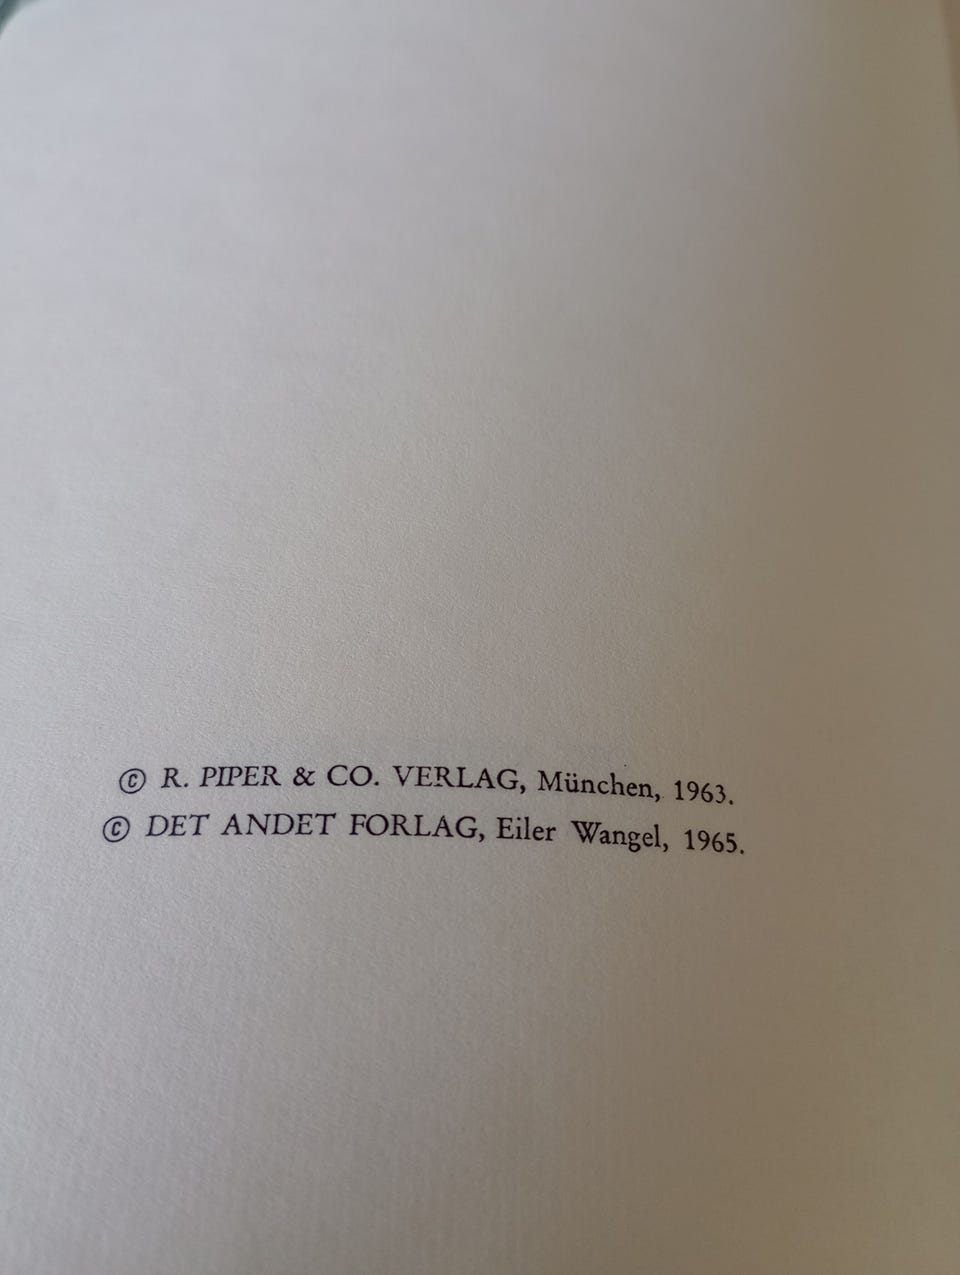 © R. PIPER & CO. VERLAG, München, 1963.
© DET ANDET FORLAG, Eiler Wangel, 1965.